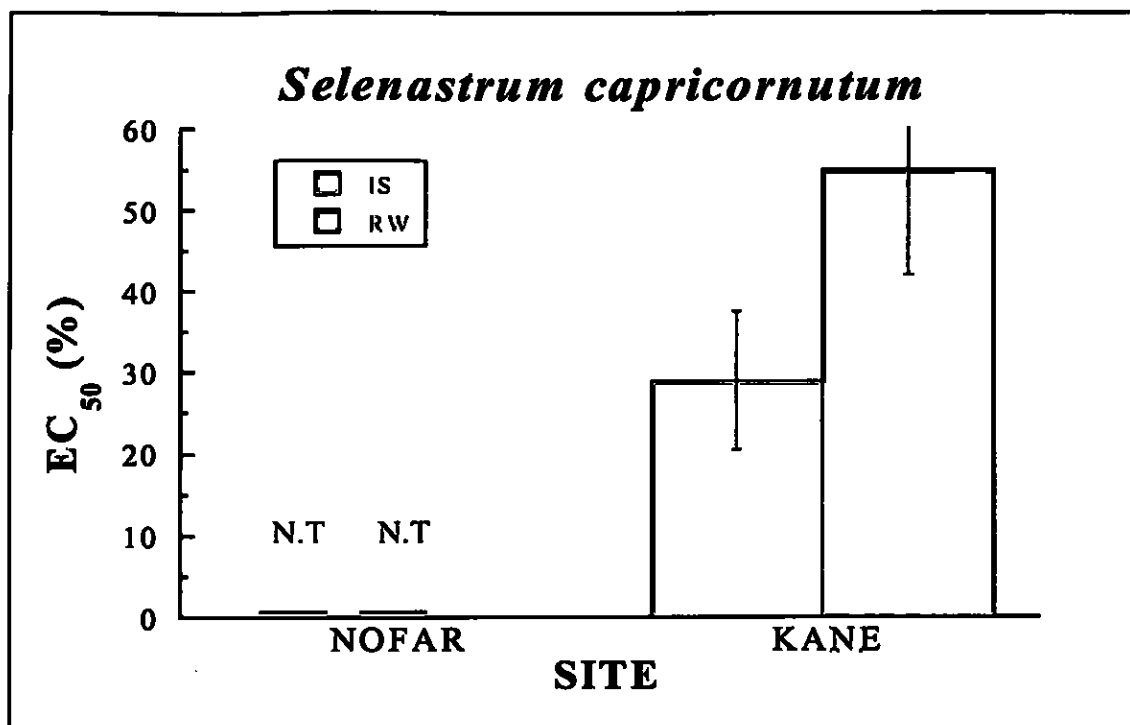 Selenastrum capricornutum
EC50 (%)
60
50
40
30
20
10
0
IS
RW
N.T N.T
NOFAR KANE
SITE